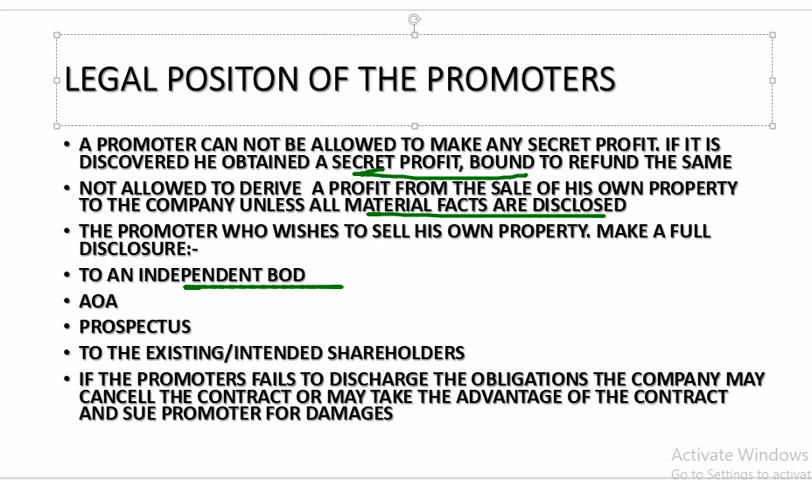 LEGAL POSITON OF THE PROMOTERS
• A PROMOTER CAN NOT BE ALLOWED TO MAKE ANY SECRET PROFIT. IF IT IS
DISCOVERED HE OBTAINED A SECRET PROFIT, BOUND TO REFUND THE SAME
• NOT ALLOWED TO DERIVE A PROFIT FROM THE SALE OF HIS OWN PROPERTY
TO THE COMPANY UNLESS ALL MATERIAL FACTS ARE DISCLOSED
• THE PROMOTER WHO WISHES TO SELL HIS OWN PROPERTY. MAKE A FULL
DISCLOSURE:-
• TO AN INDEPENDENT BOD
• AOA
• PROSPECTUS
• TO THE EXISTING/INTENDED SHAREHOLDERS
• IF THE PROMOTERS FAILS TO DISCHARGE THE OBLIGATIONS THE COMPANY MAY
CANCELL THE CONTRACT OR MAY TAKE THE ADVANTAGE OF THE CONTRACT
AND SUE PROMOTER FOR DAMAGES
Activate Windows
Go to Settings to activat